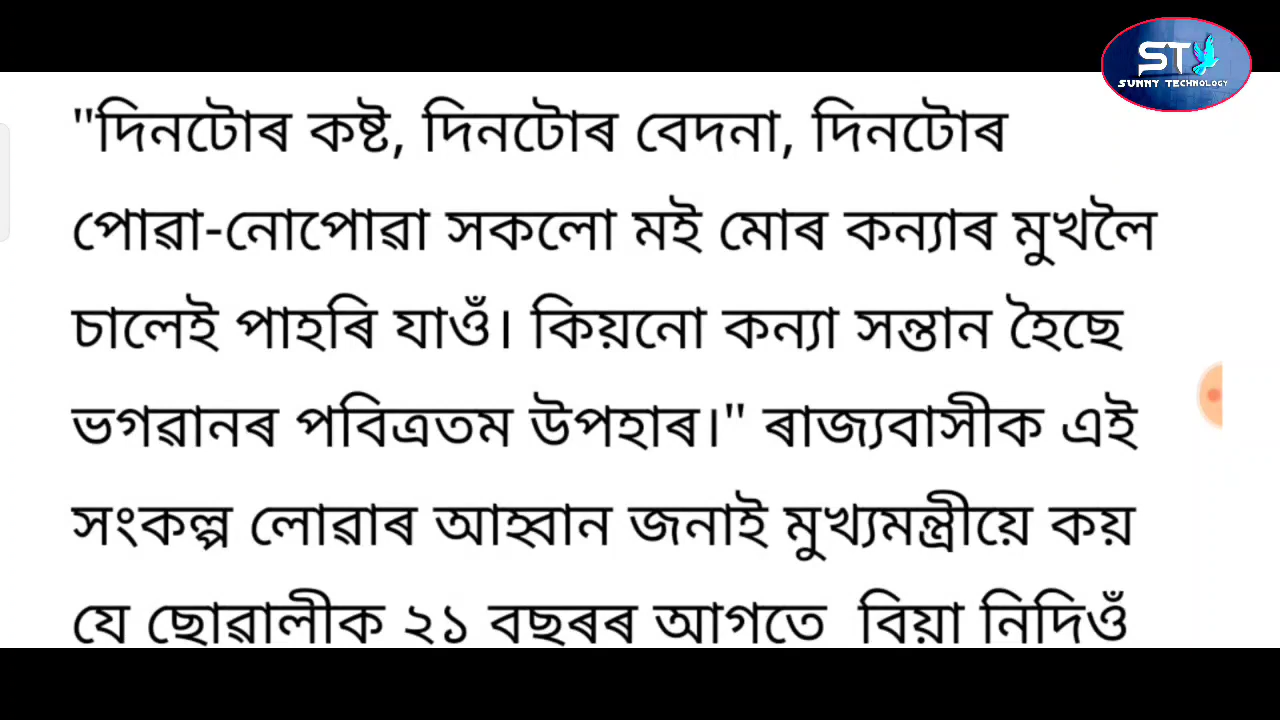 ST
SUNNY TECHNOLOGY
"দিনটোৰ কষ্ট, দিনটোৰ বেদনা, দিনটোৰ
পোৱা-নোপোৱা সকলো মই মোৰ কন্যাৰ মুখলৈ
চালেই পাহৰি যাওঁ। কিয়নো কন্যা সন্তান হৈছে
ভগৱানৰ পবিত্ৰতম উপহাৰ।" ৰাজ্যবাসীক এই
সংকল্প লোৱাৰ আহ্বান জনাই মুখ্যমন্ত্ৰীয়ে কয়
যে ছোৱালীক ২১ বছৰৰ আগতে বিয়া নিদিওঁ